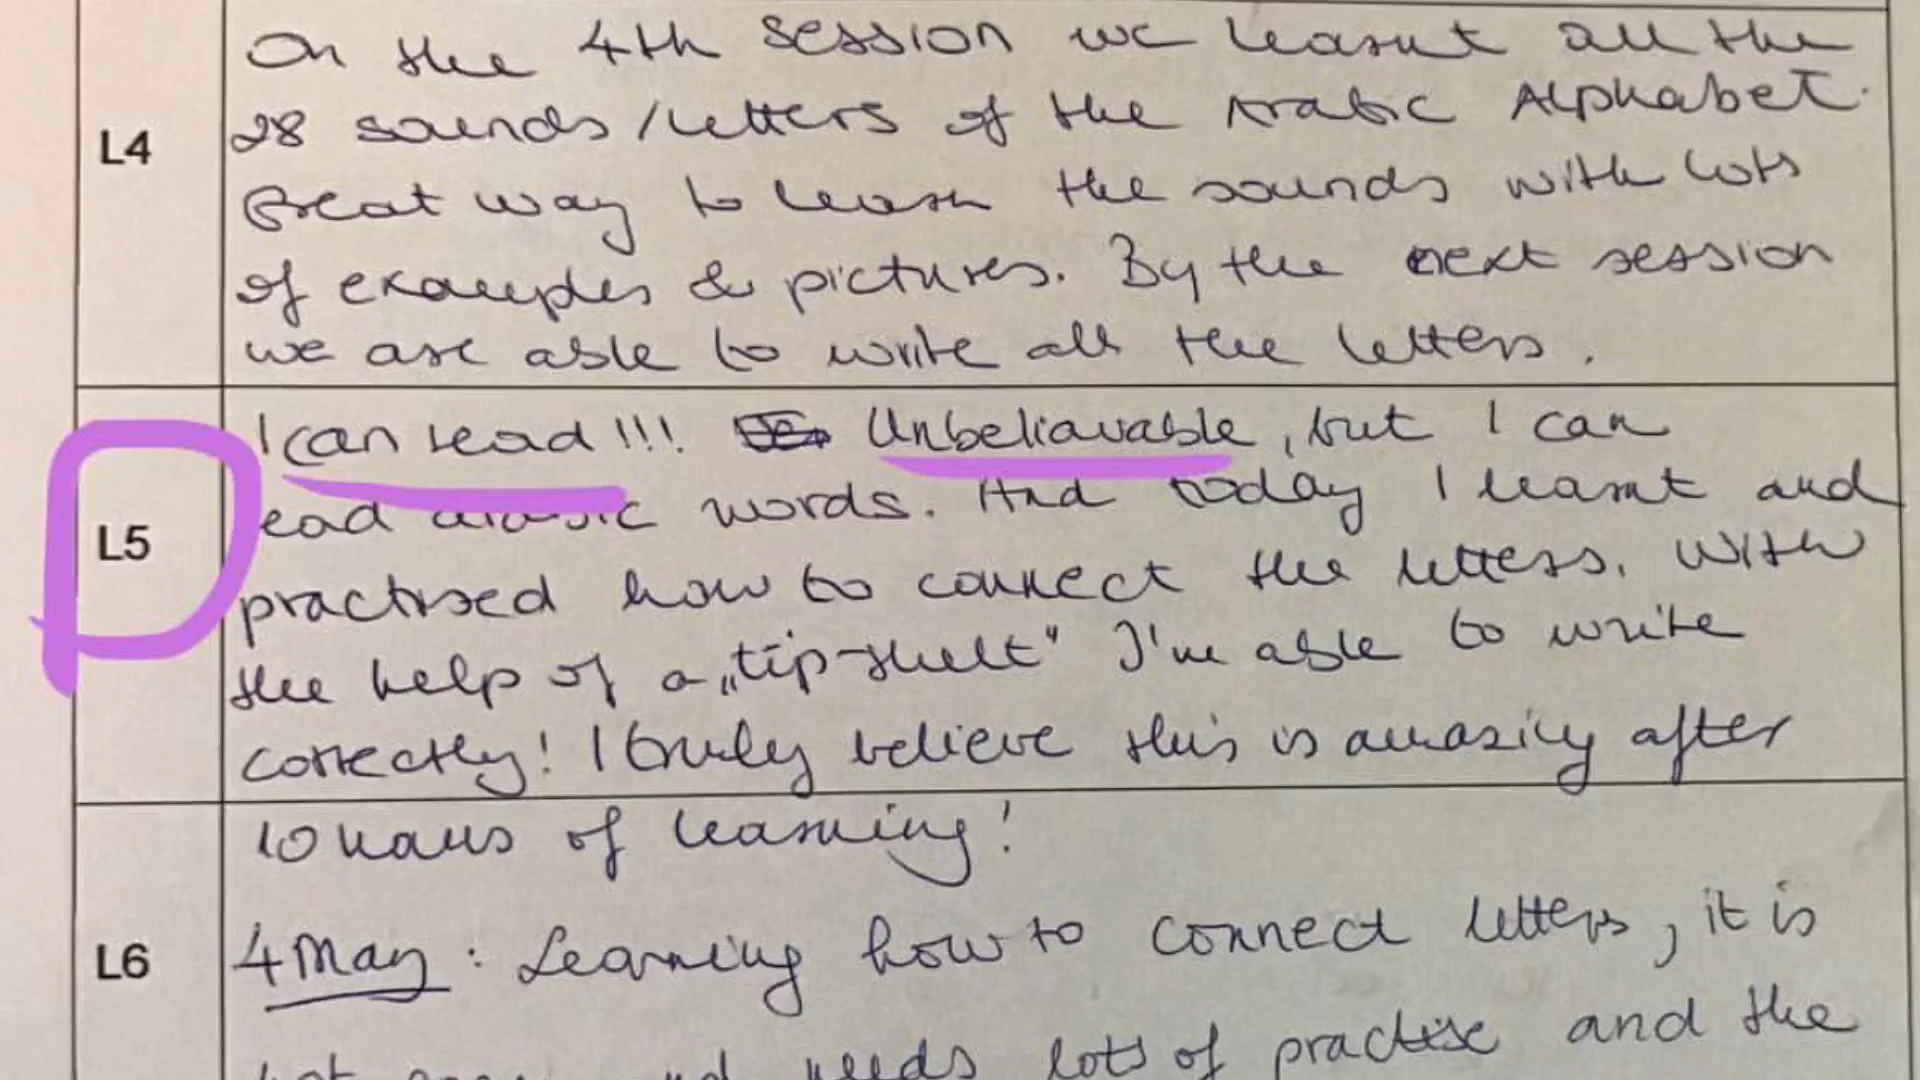 On the 4th session we learnt all the
L4
28 sounds/letters of the Arabic Alphabet.
Great way to learn the sounds with lots
of examples & pictures. By the next session
we are able to write all the letters.
I can read!!! Unbeliavable, but I can
L5
read arabic words. And today I learnt and
practised how to connect the letters. With
the help of a „tip-shett" I'm able to write
correctly! I truly believe this is amazing after
10 hours of learning!
L6
4 May: Learning how to connect letters, it is
needs lots of practise and the